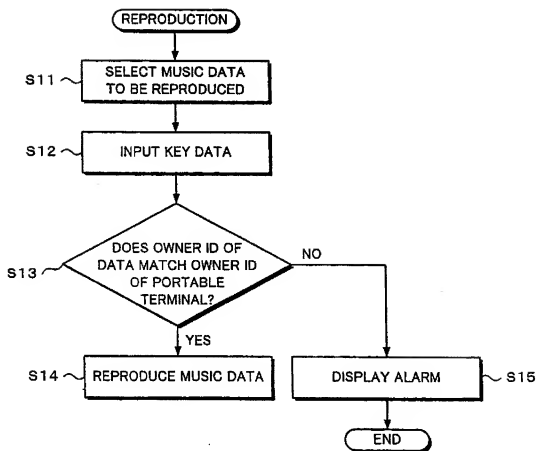 REPRODUCTION
S11
SELECT MUSIC DATA
TO BE REPRODUCED
S12
INPUT KEY DATA
S13
DOES OWNER ID OF
DATA MATCH OWNER ID
OF PORTABLE
TERMINAL?
NO
YES
S14
REPRODUCE MUSIC DATA
DISPLAY ALARM
S15
END